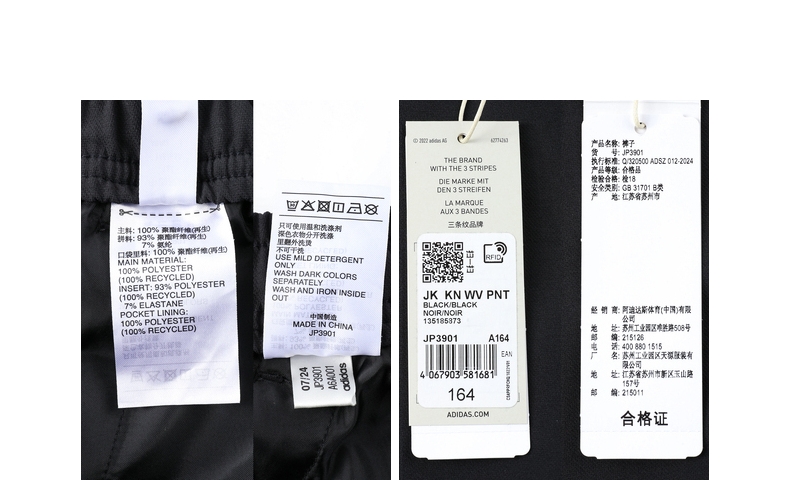 主料: 100% 聚酯纤维(再生)
拼料: 93% 聚酯纤维(再生)
7% 氨纶
口袋里料: 100% 聚酯纤维(再生)
MAIN MATERIAL:
100% POLYESTER
(100% RECYCLED)
INSERT: 93% POLYESTER
(100% RECYCLED)
7% ELASTANE
POCKET LINING:
100% POLYESTER
(100% RECYCLED)
只可使用温和洗涤剂
深色衣物分开洗涤
里翻外洗烫
不可干洗
USE MILD DETERGENT
ONLY
WASH DARK COLORS
SEPARATELY
WASH AND IRON INSIDE
OUT
中国制造
MADE IN CHINA
JP3901
07/24
JP3901
A6A001
adidas
© 2022 adidas AG
62774263
THE BRAND
WITH THE 3 STRIPES
DIE MARKE MIT
DEN 3 STREIFEN
LA MARQUE
AUX 3 BANDES
三条纹品牌
RFID
JK KN WV PNT
BLACK/BLACK
NOIR/NOIR
135185873
JP3901 A164
EAN
4 067903 581681
164
ADIDAS.COM
产品名称: 裤子
货 号: JP3901
执行标准: Q/320500 ADSZ 012-2024
产品等级: 合格品
检验合格: 检18
安全类别: GB 31701 B类
产 地: 江苏省苏州市
经 销 商: 阿迪达斯体育(中国)有限
公司
地 址: 苏州工业园区唯胜路508号
邮 编: 215126
电 话: 400 880 1515
厂 名: 苏州工业园区天源服装有
限公司
地 址: 江苏省苏州市新区玉山路
157号
邮 编: 215011
合格证